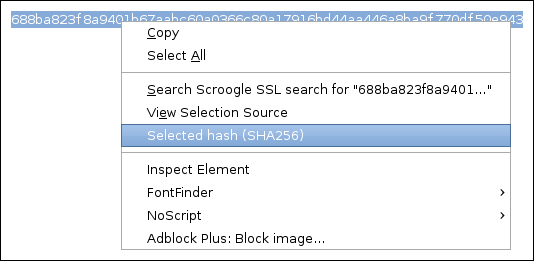 688ba823f8a9401b67aabc60a0366c80a17916bd44aa446a8ba9f770df50e943
Copy
Select All
Search Scroogle SSL search for "688ba823f8a9401..."
View Selection Source
Selected hash (SHA256)
Inspect Element
FontFinder
NoScript
Adblock Plus: Block image...